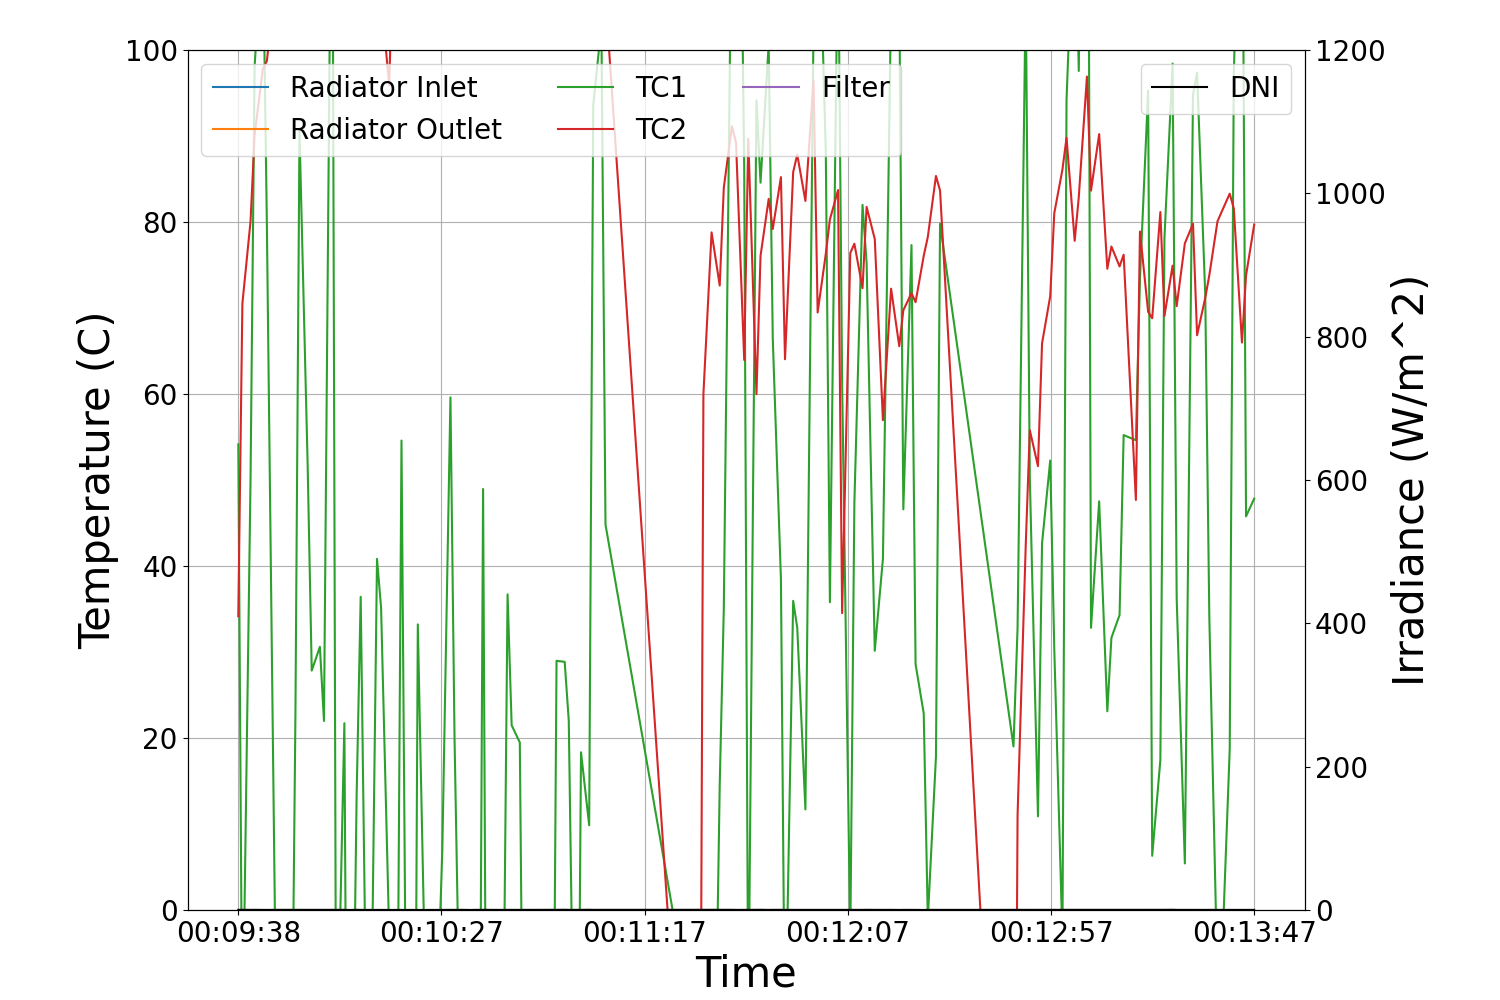 Radiator Inlet
Radiator Outlet
TC1
TC2
Filter
DNI
100
80
60
40
20
0
Temperature (C)
1200
1000
800
600
400
200
0
Irradiance (W/m^2)
00:09:38 00:10:27 00:11:17 00:12:07 00:12:57 00:13:47
Time